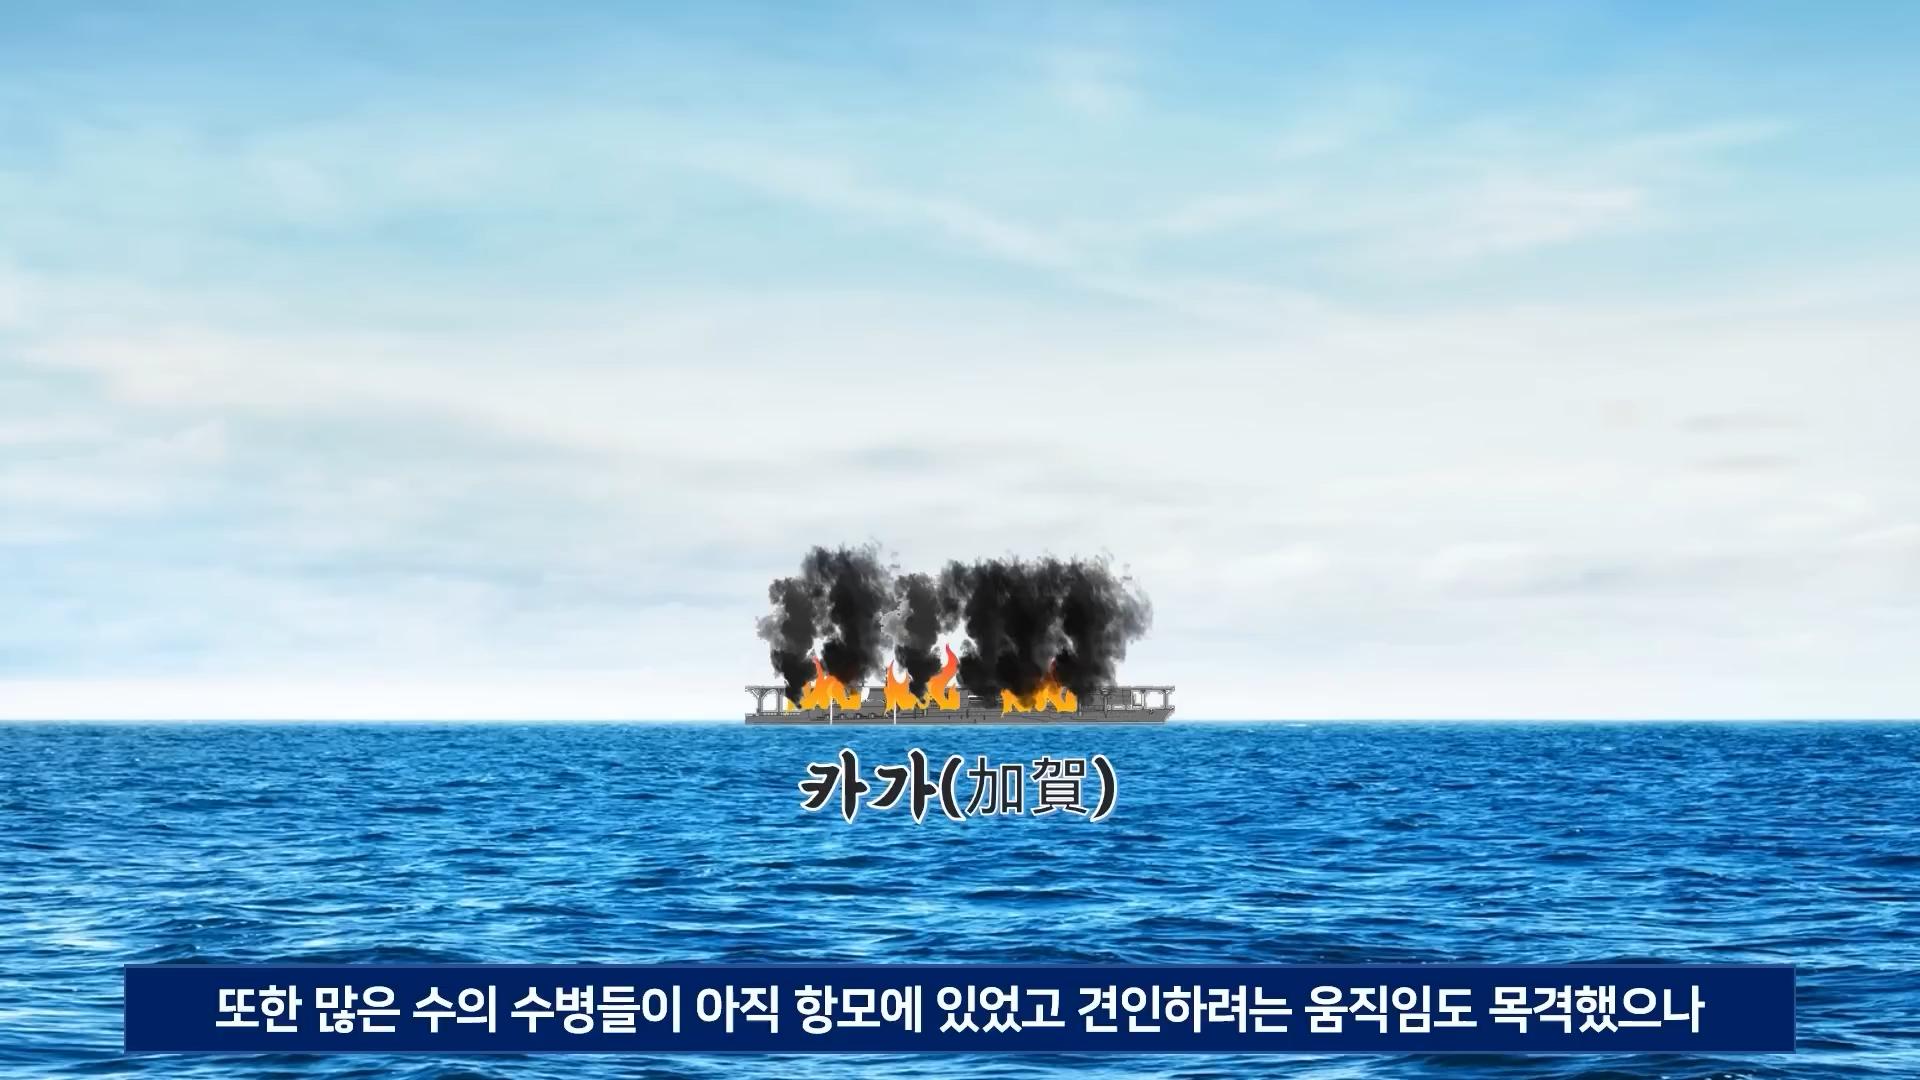 카가(加賀)
또한 많은 수의 수병들이 아직 항모에 있었고 견인하려는 움직임도 목격했으나